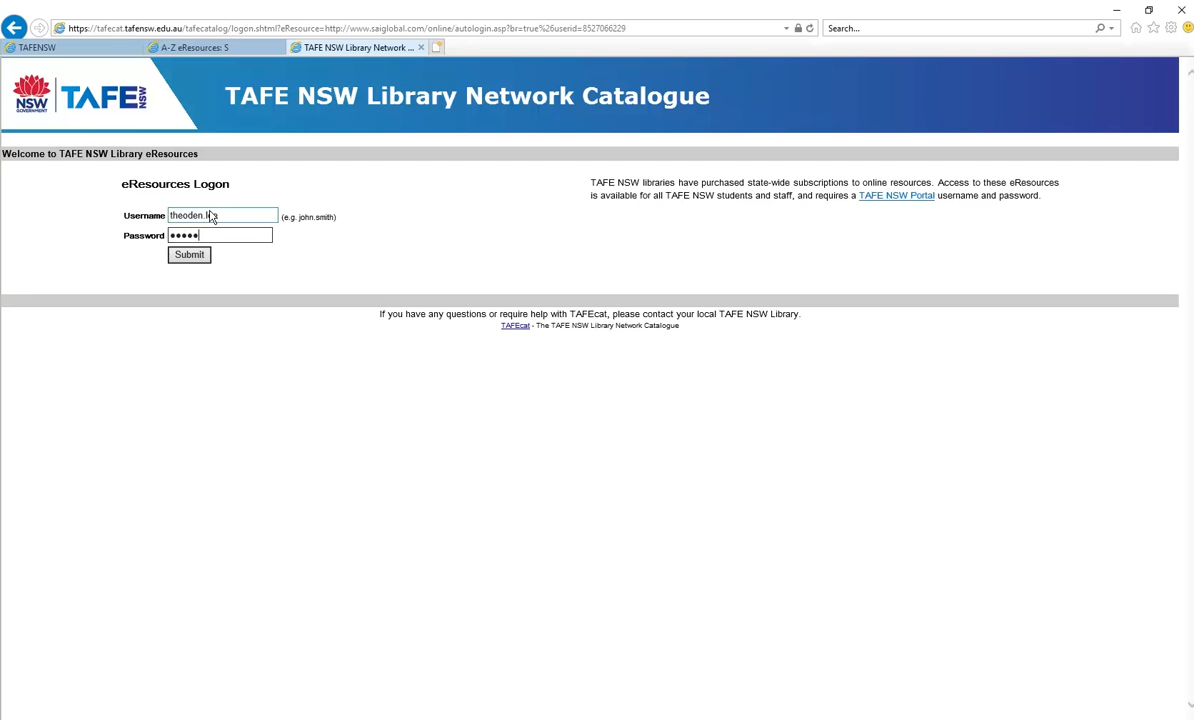 https://tafecat.tafensw.edu.au/tafecatalog/logon.shtml?eResource=http://www.saiglobal.com/online/autologin.asp?br=true%26userid=8527066229
Search...
TAFENSW
A-Z eResources: S
TAFE NSW Library Network ...
NSW
GOVERNMENT
TAFE NSW
TAFE NSW Library Network Catalogue
Welcome to TAFE NSW Library eResources
eResources Logon
Username
(e.g. john.smith)
Password •••••
Submit
TAFE NSW libraries have purchased state-wide subscriptions to online resources. Access to these eResources
is available for all TAFE NSW students and staff, and requires a TAFE NSW Portal username and password.
If you have any questions or require help with TAFEcat, please contact your local TAFE NSW Library.
TAFEcat - The TAFE NSW Library Network Catalogue